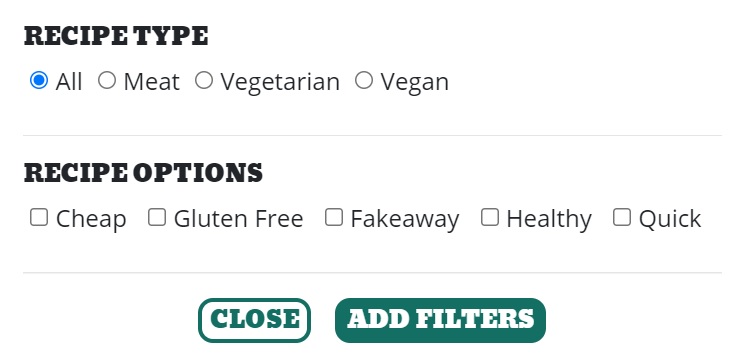 RECIPE TYPE
All Meat Vegetarian Vegan
RECIPE OPTIONS
Cheap Gluten Free Fakeaway Healthy Quick
CLOSE ADD FILTERS